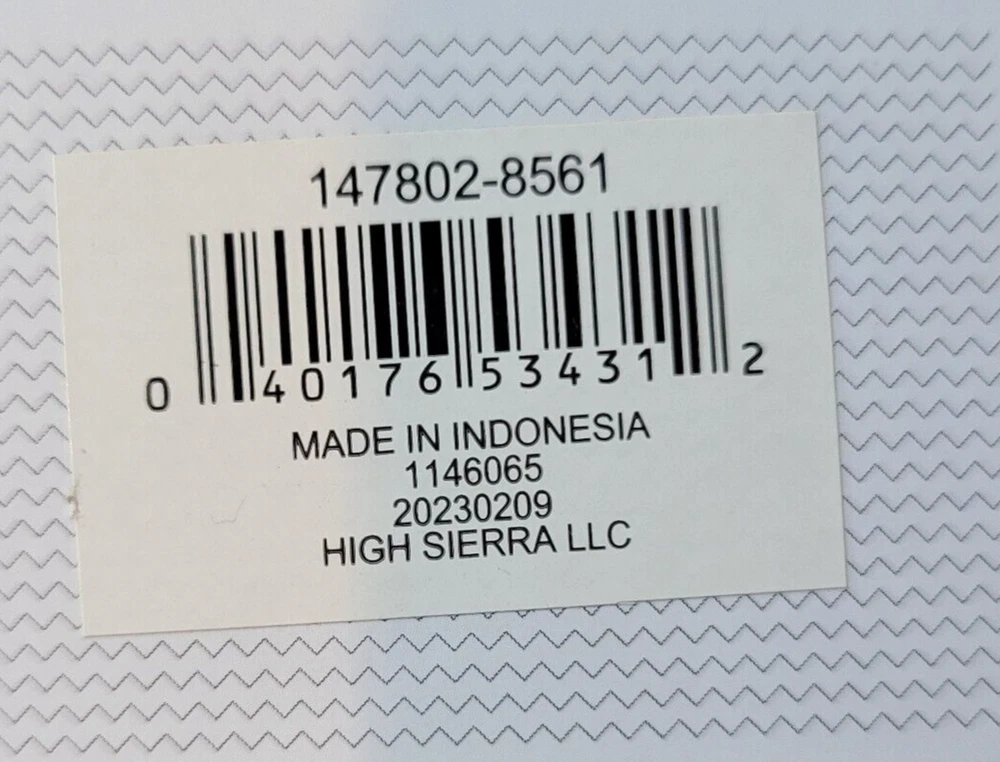 147802-8561
0 40176 53431 2
MADE IN INDONESIA
1146065
20230209
HIGH SIERRA LLC